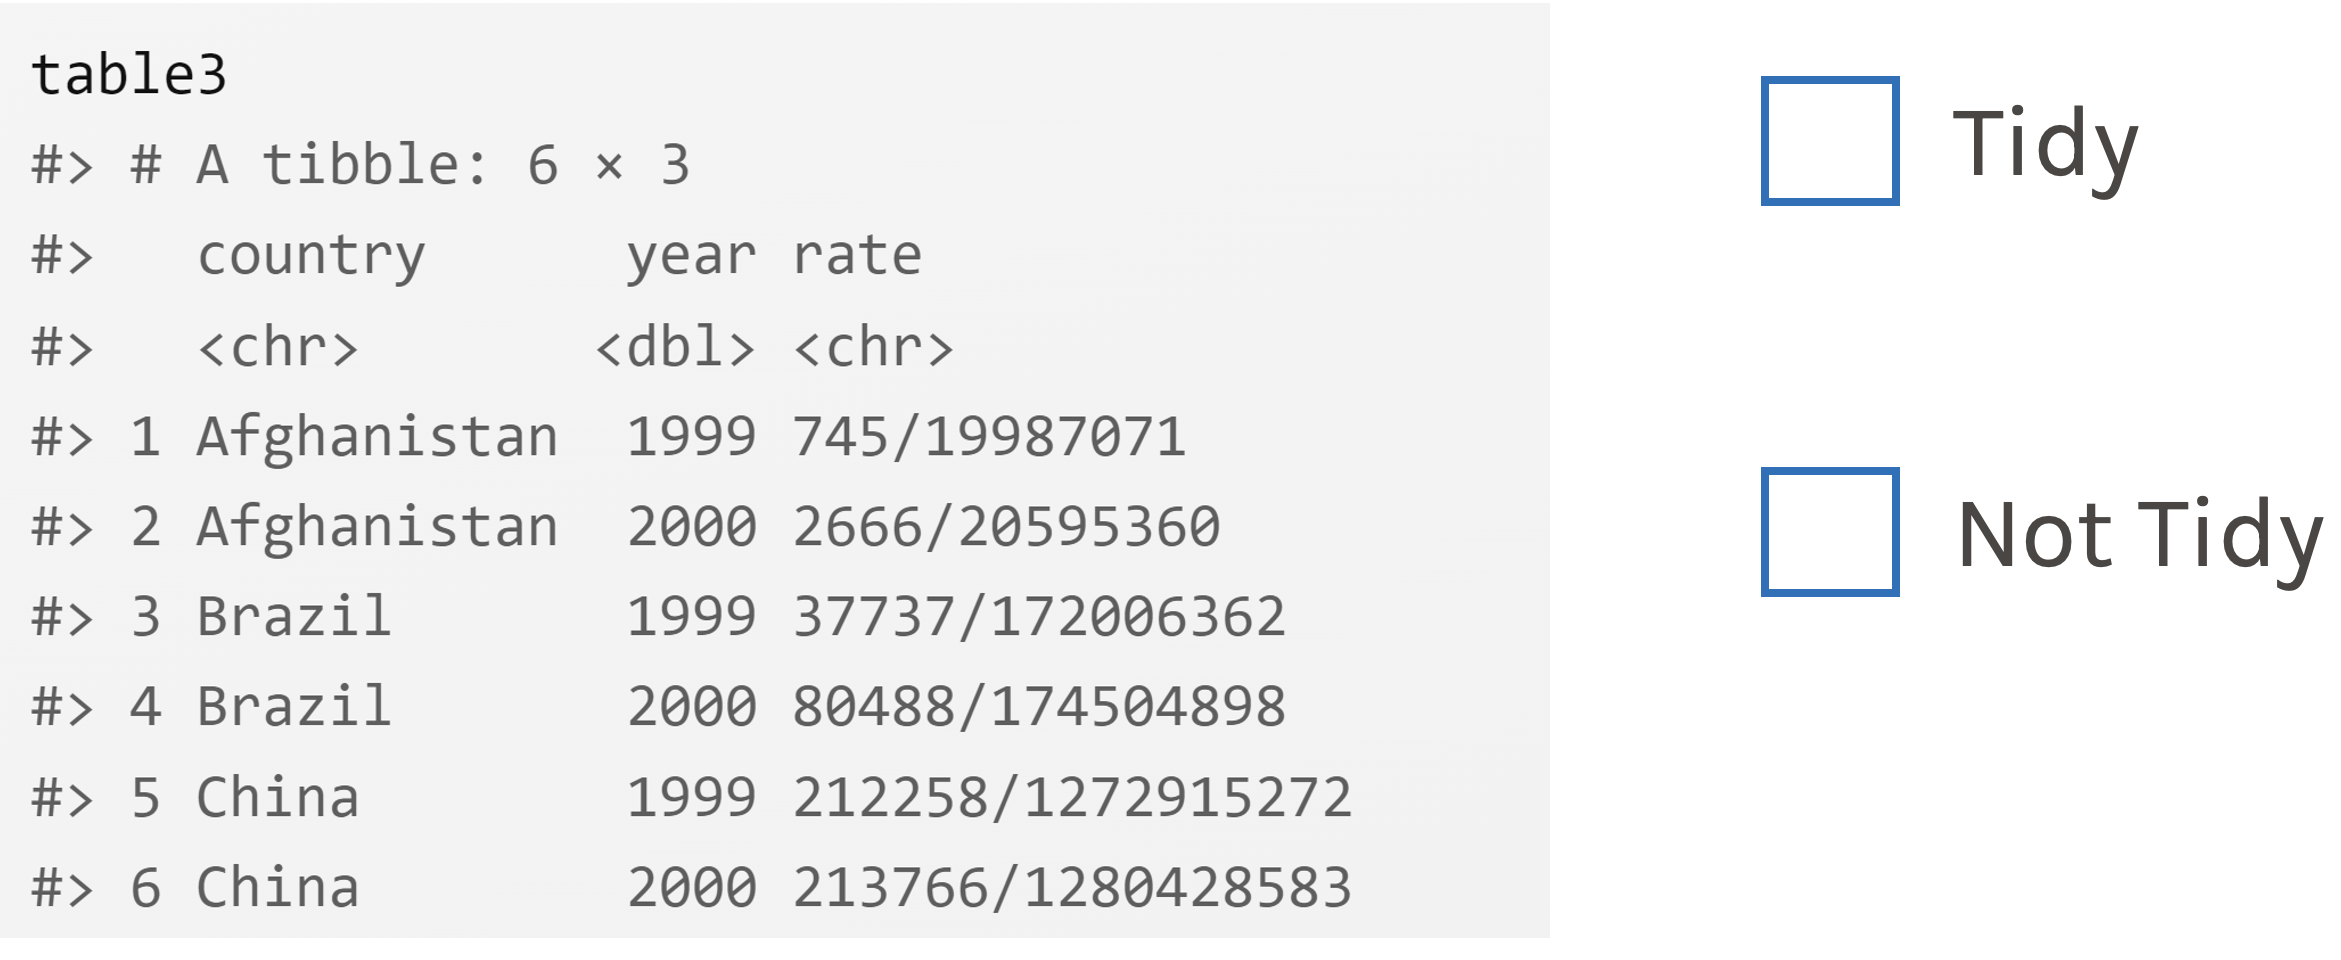 table3
#> # A tibble: 6 × 3
#>   country      year rate
#>   <chr>       <dbl> <chr>
#> 1 Afghanistan  1999 745/19987071
#> 2 Afghanistan  2000 2666/20595360
#> 3 Brazil       1999 37737/172006362
#> 4 Brazil       2000 80488/174504898
#> 5 China        1999 212258/1272915272
#> 6 China        2000 213766/1280428583
Tidy
Not Tidy